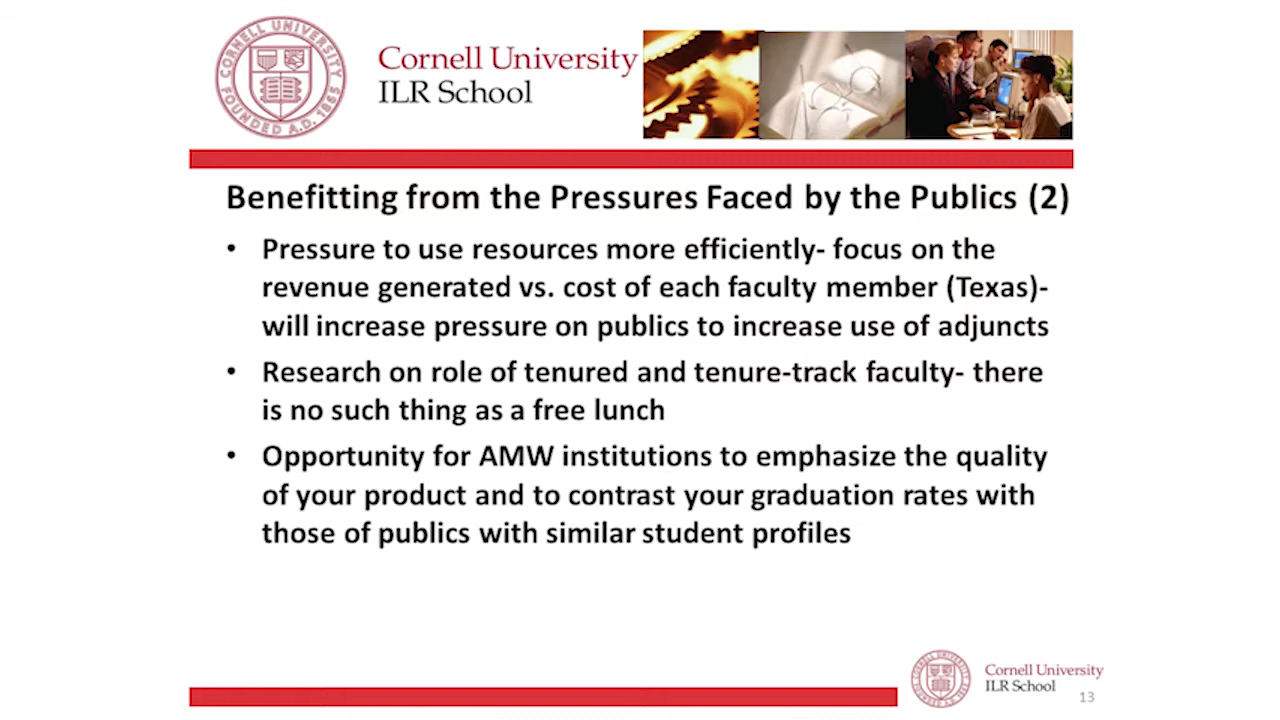 CORNELL UNIVERSITY
FOUNDED A.D. 1865
Cornell University
ILR School
Benefitting from the Pressures Faced by the Publics (2)
• Pressure to use resources more efficiently- focus on the
revenue generated vs. cost of each faculty member (Texas)-
will increase pressure on publics to increase use of adjuncts
• Research on role of tenured and tenure-track faculty- there
is no such thing as a free lunch
• Opportunity for AMW institutions to emphasize the quality
of your product and to contrast your graduation rates with
those of publics with similar student profiles
Cornell University
ILR School
13